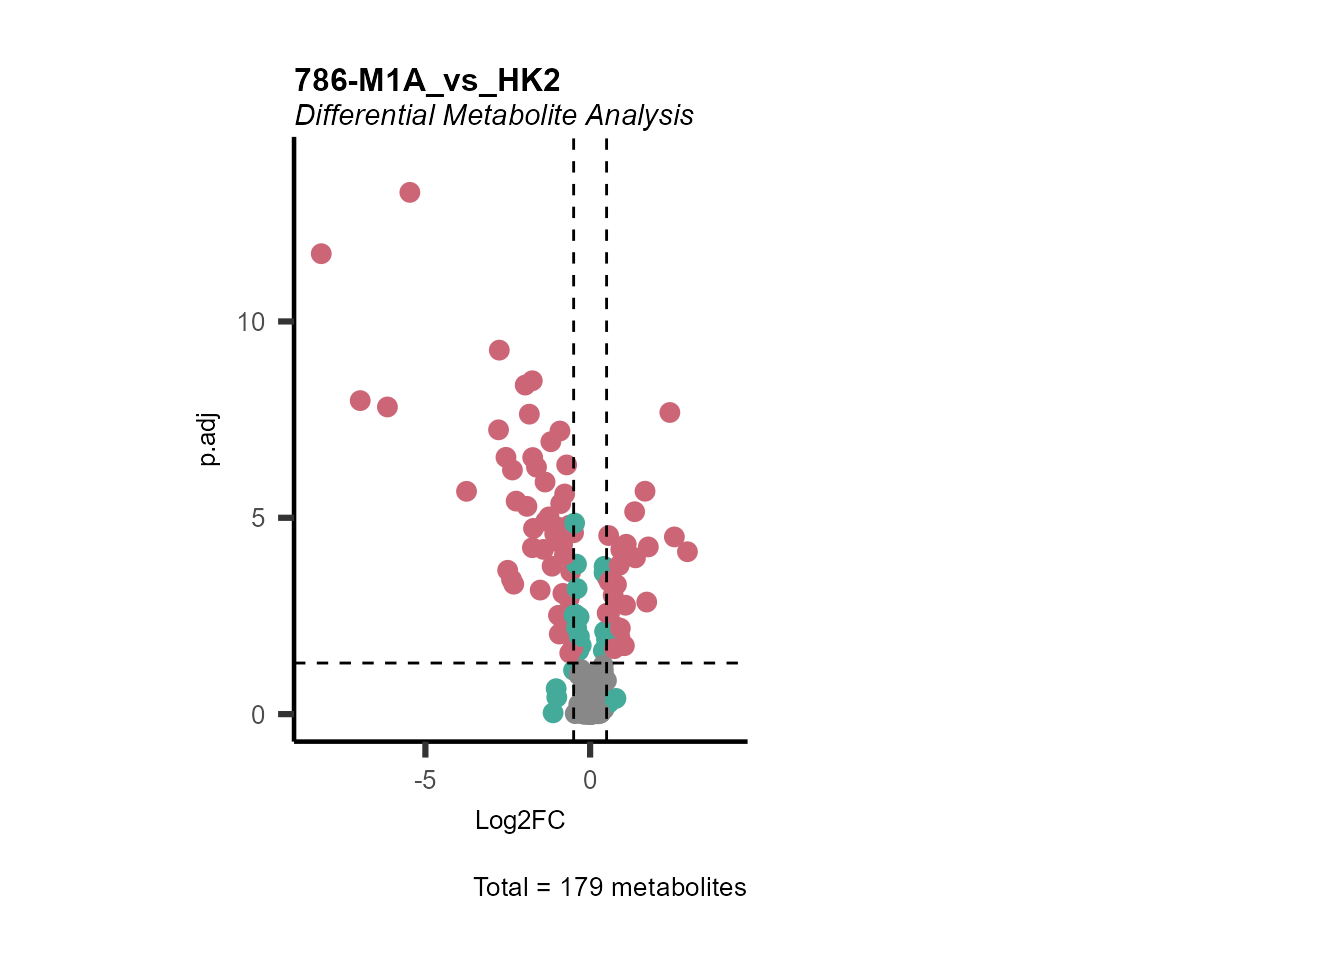 786-M1A_vs_HK2
Differential Metabolite Analysis
p.adj
10
5
0
-5
0
Log2FC
Total = 179 metabolites